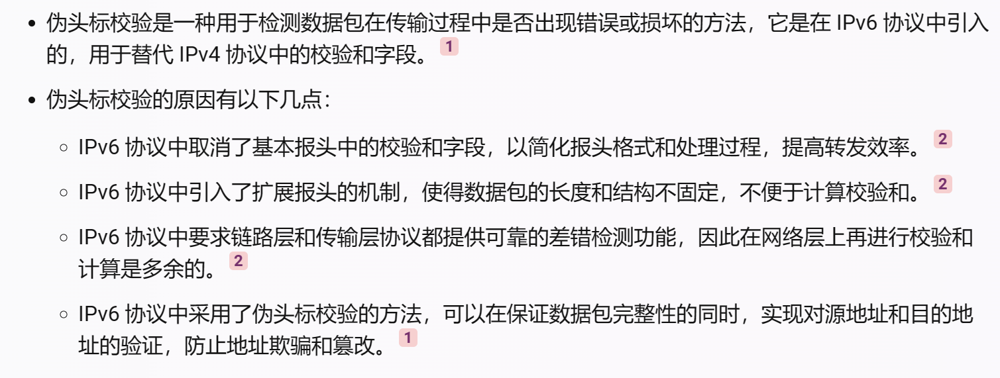 • 伪头标校验是一种用于检测数据包在传输过程中是否出现错误或损坏的方法，它是在 IPv6 协议中引入
的，用于替代 IPv4 协议中的校验和字段。 1
• 伪头标校验的原因有以下几点：
○ IPv6 协议中取消了基本报头中的校验和字段，以简化报头格式和处理过程，提高转发效率。 2
○ IPv6 协议中引入了扩展报头的机制，使得数据包的长度和结构不固定，不便于计算校验和。 2
○ IPv6 协议中要求链路层和传输层协议都提供可靠的差错检测功能，因此在网络层上再进行校验和
计算是多余的。 2
○ IPv6 协议中采用了伪头标校验的方法，可以在保证数据包完整性的同时，实现对源地址和目的地
址的验证，防止地址欺骗和篡改。 1